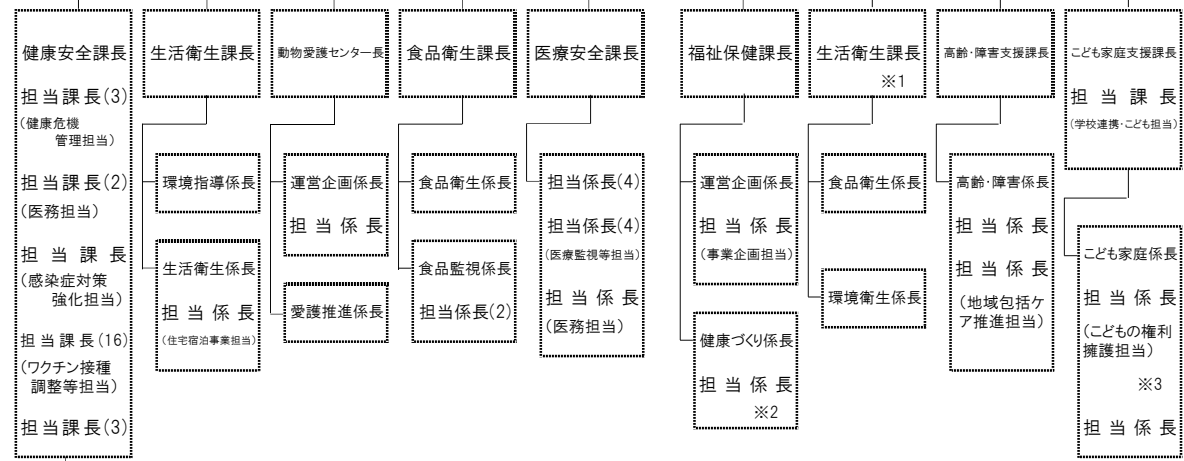 健康安全課長
担当課長(3)
(健康危機
管理担当)
担当課長(2)
(医務担当)
担当課長
(感染症対策
強化担当)
担当課長(16)
(ワクチン接種
調整等担当)
担当課長(3)
生活衛生課長
環境指導係長
生活衛生係長
担当係長
(住宅宿泊事業担当)
動物愛護センター長
運営企画係長
担当係長
愛護推進係長
食品衛生課長
食品衛生係長
食品監視係長
担当係長(2)
医療安全課長
担当係長(4)
担当係長(4)
(医療監視等担当)
担当係長
(医務担当)
福祉保健課長
運営企画係長
担当係長
(事業企画担当)
健康づくり係長
担当係長
※2
生活衛生課長
※1
食品衛生係長
環境衛生係長
高齢・障害支援課長
高齢・障害係長
担当係長
担当係長
(地域包括ケ
ア推進担当)
こども家庭支援課長
担当課長
(学校連携・こども担当)
こども家庭係長
担当係長
(こどもの権利
擁護担当)
※3
担当係長